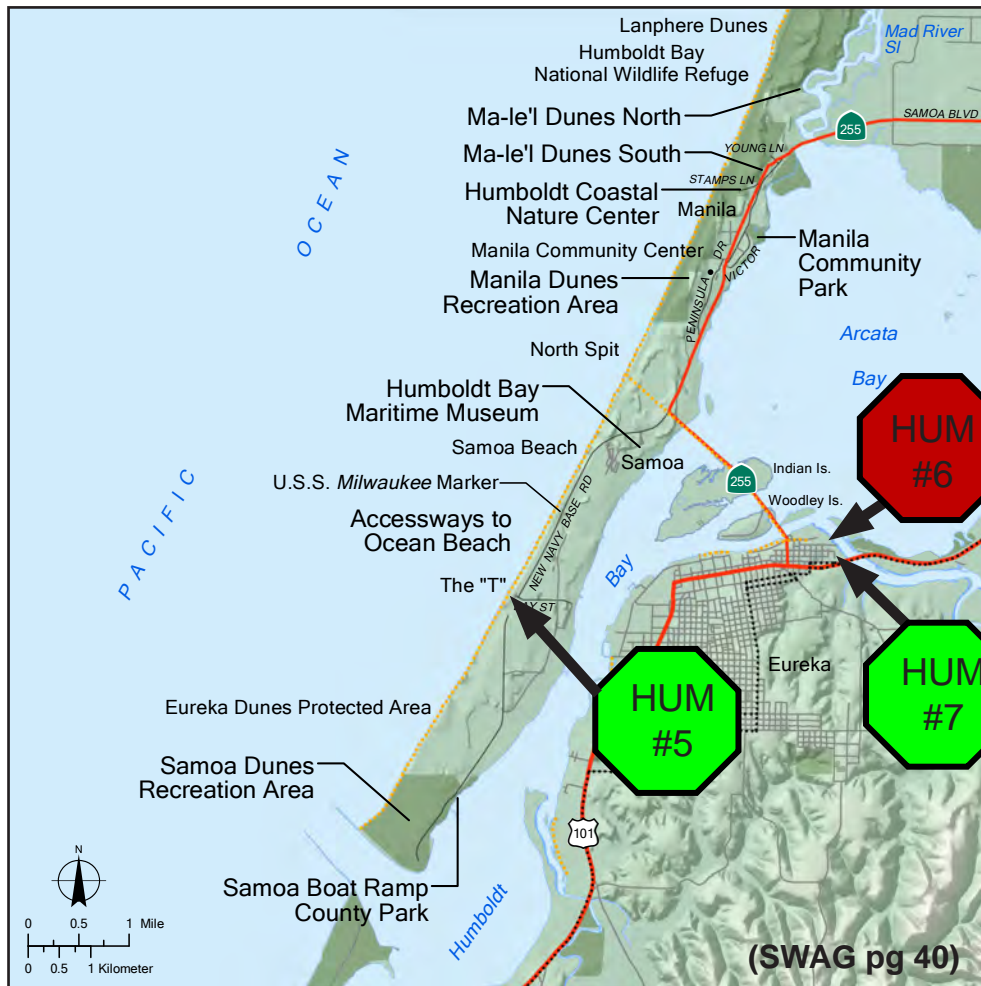 Lanphere Dunes
Mad River
Sl
Humboldt Bay
National Wildlife Refuge
Ma-le'l Dunes North
SAMOA BLVD
255
YOUNG LN
Ma-le'l Dunes South
STAMPS LN
Humboldt Coastal
Nature Center
Manila
OCEAN
Manila Community Center
PENINSULA DR
VICTOR
Manila
Community
Park
Manila Dunes
Recreation Area
Arcata
Bay
North Spit
Humboldt Bay
Maritime Museum
HUM
#6
Samoa Beach
Samoa
255
Indian Is.
U.S.S. Milwaukee Marker
Woodley Is.
NEW NAVY BASE RD
PACIFIC
Accessways to
Ocean Beach
Bay
The "T"
ST
Eureka
HUM
#5
HUM
#7
Eureka Dunes Protected Area
Samoa Dunes
Recreation Area
101
N
Samoa Boat Ramp
County Park
Humboldt
0 0.5 1 Mile
0 0.5 1 Kilometer
(SWAG pg 40)